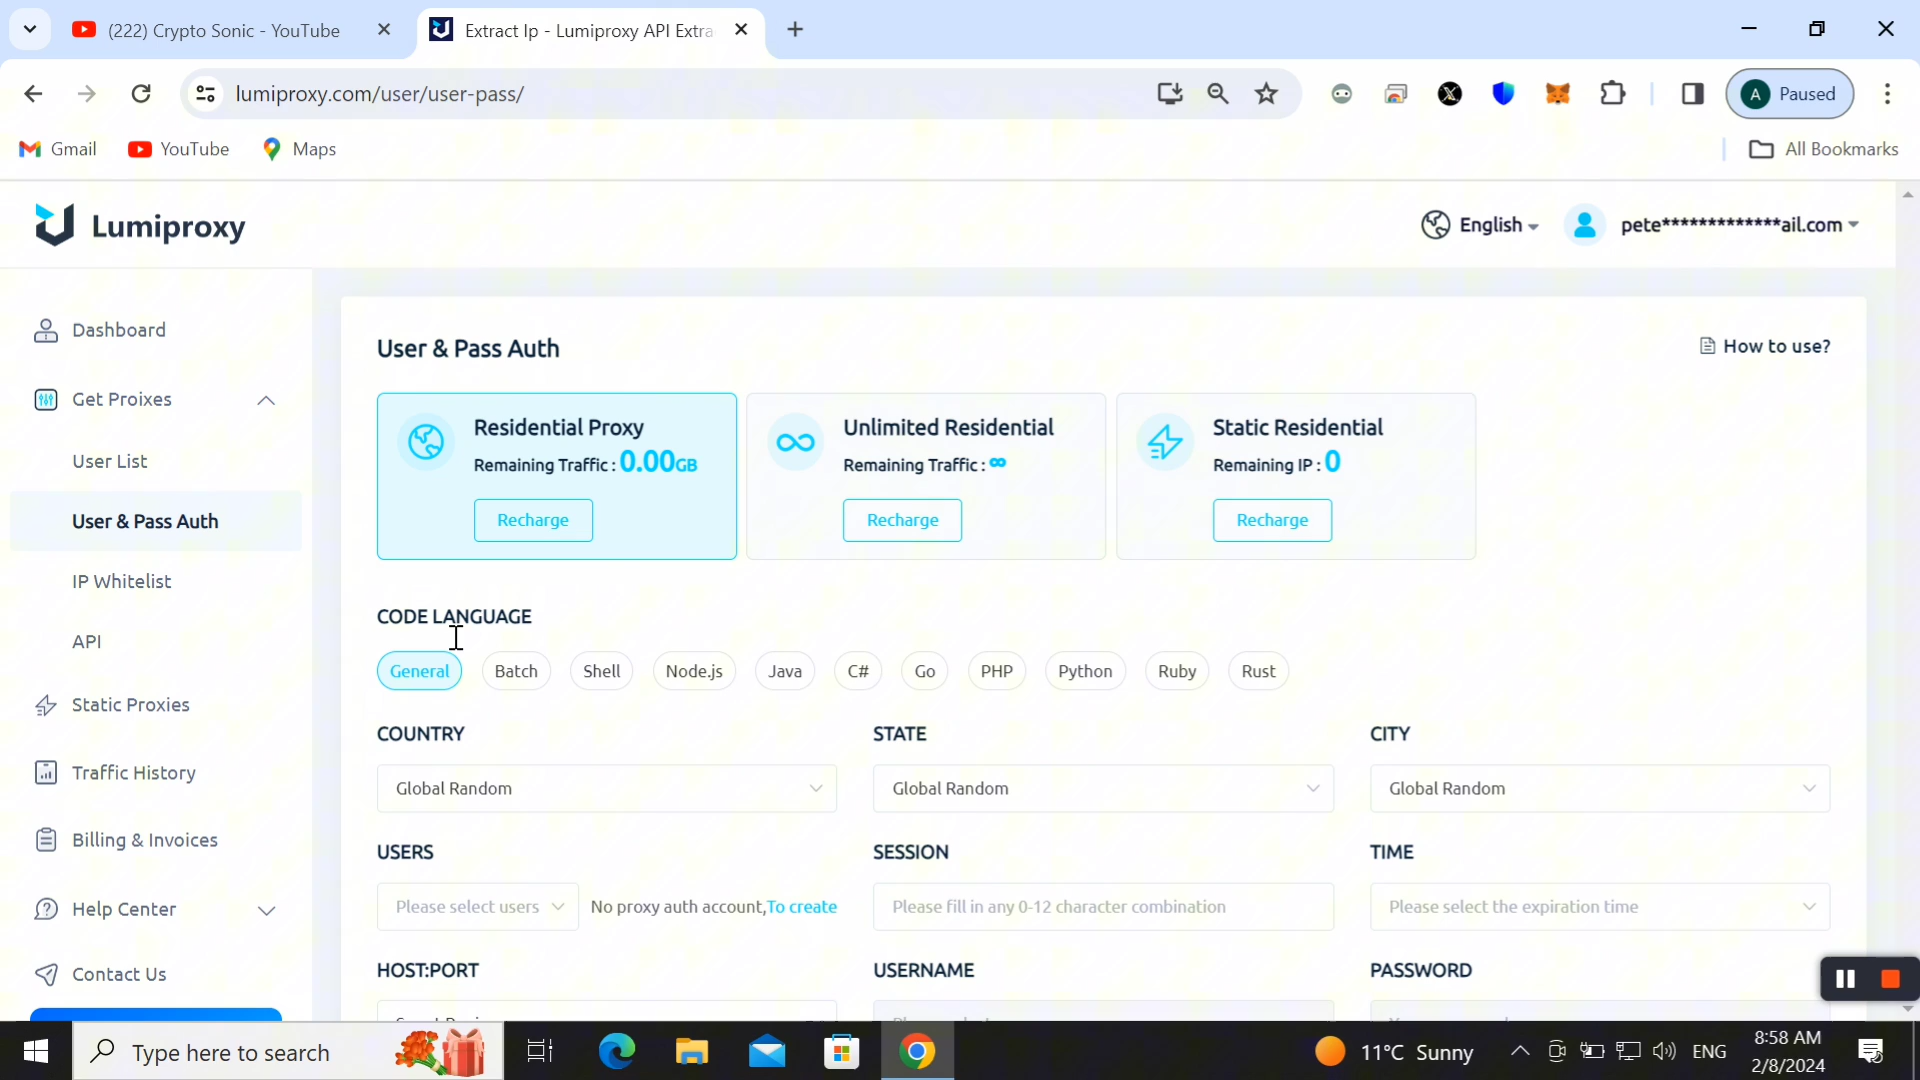 (222) Crypto Sonic - YouTube
Extract Ip - Lumiproxy API Extra
lumiproxy.com/user/user-pass/
A Paused
Gmail
YouTube
Maps
All Bookmarks
Lumiproxy
English
pete*************ail.com
Dashboard
Get Proixes
User List
User & Pass Auth
IP Whitelist
API
Static Proxies
Traffic History
Billing & Invoices
Help Center
Contact Us
User & Pass Auth
How to use?
Residential Proxy
Remaining Traffic : 0.00GB
Recharge
Unlimited Residential
Remaining Traffic : ∞
Recharge
Static Residential
Remaining IP : 0
Recharge
CODE LANGUAGE
General Batch Shell Node.js Java C# Go PHP Python Ruby Rust
COUNTRY
Global Random
STATE
Global Random
CITY
Global Random
USERS
Please select users
No proxy auth account,To create
SESSION
Please fill in any 0-12 character combination
TIME
Please select the expiration time
HOST:PORT
USERNAME
PASSWORD
Type here to search
11°C Sunny
ENG
8:58 AM
2/8/2024